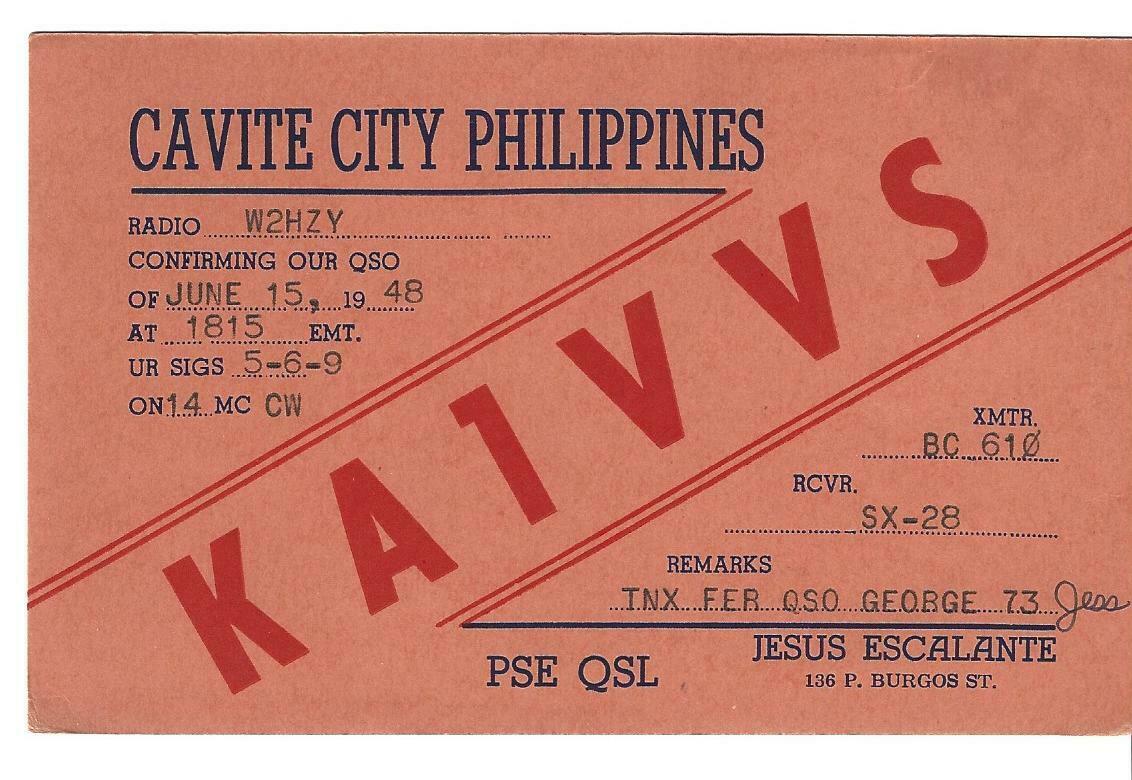 CAVITE CITY PHILIPPINES
RADIO W2HZY
CONFIRMING OUR QSO
OF JUNE 15, 1948
AT 1815 EMT.
UR SIGS 5-6-9
ON 14 MC CW
KA1VVS
XMTR.
BC 61Ø
RCVR.
SX-28
REMARKS
TNX FER QSO GEORGE 73 Jess
JESUS ESCALANTE
136 P. BURGOS ST.
PSE QSL